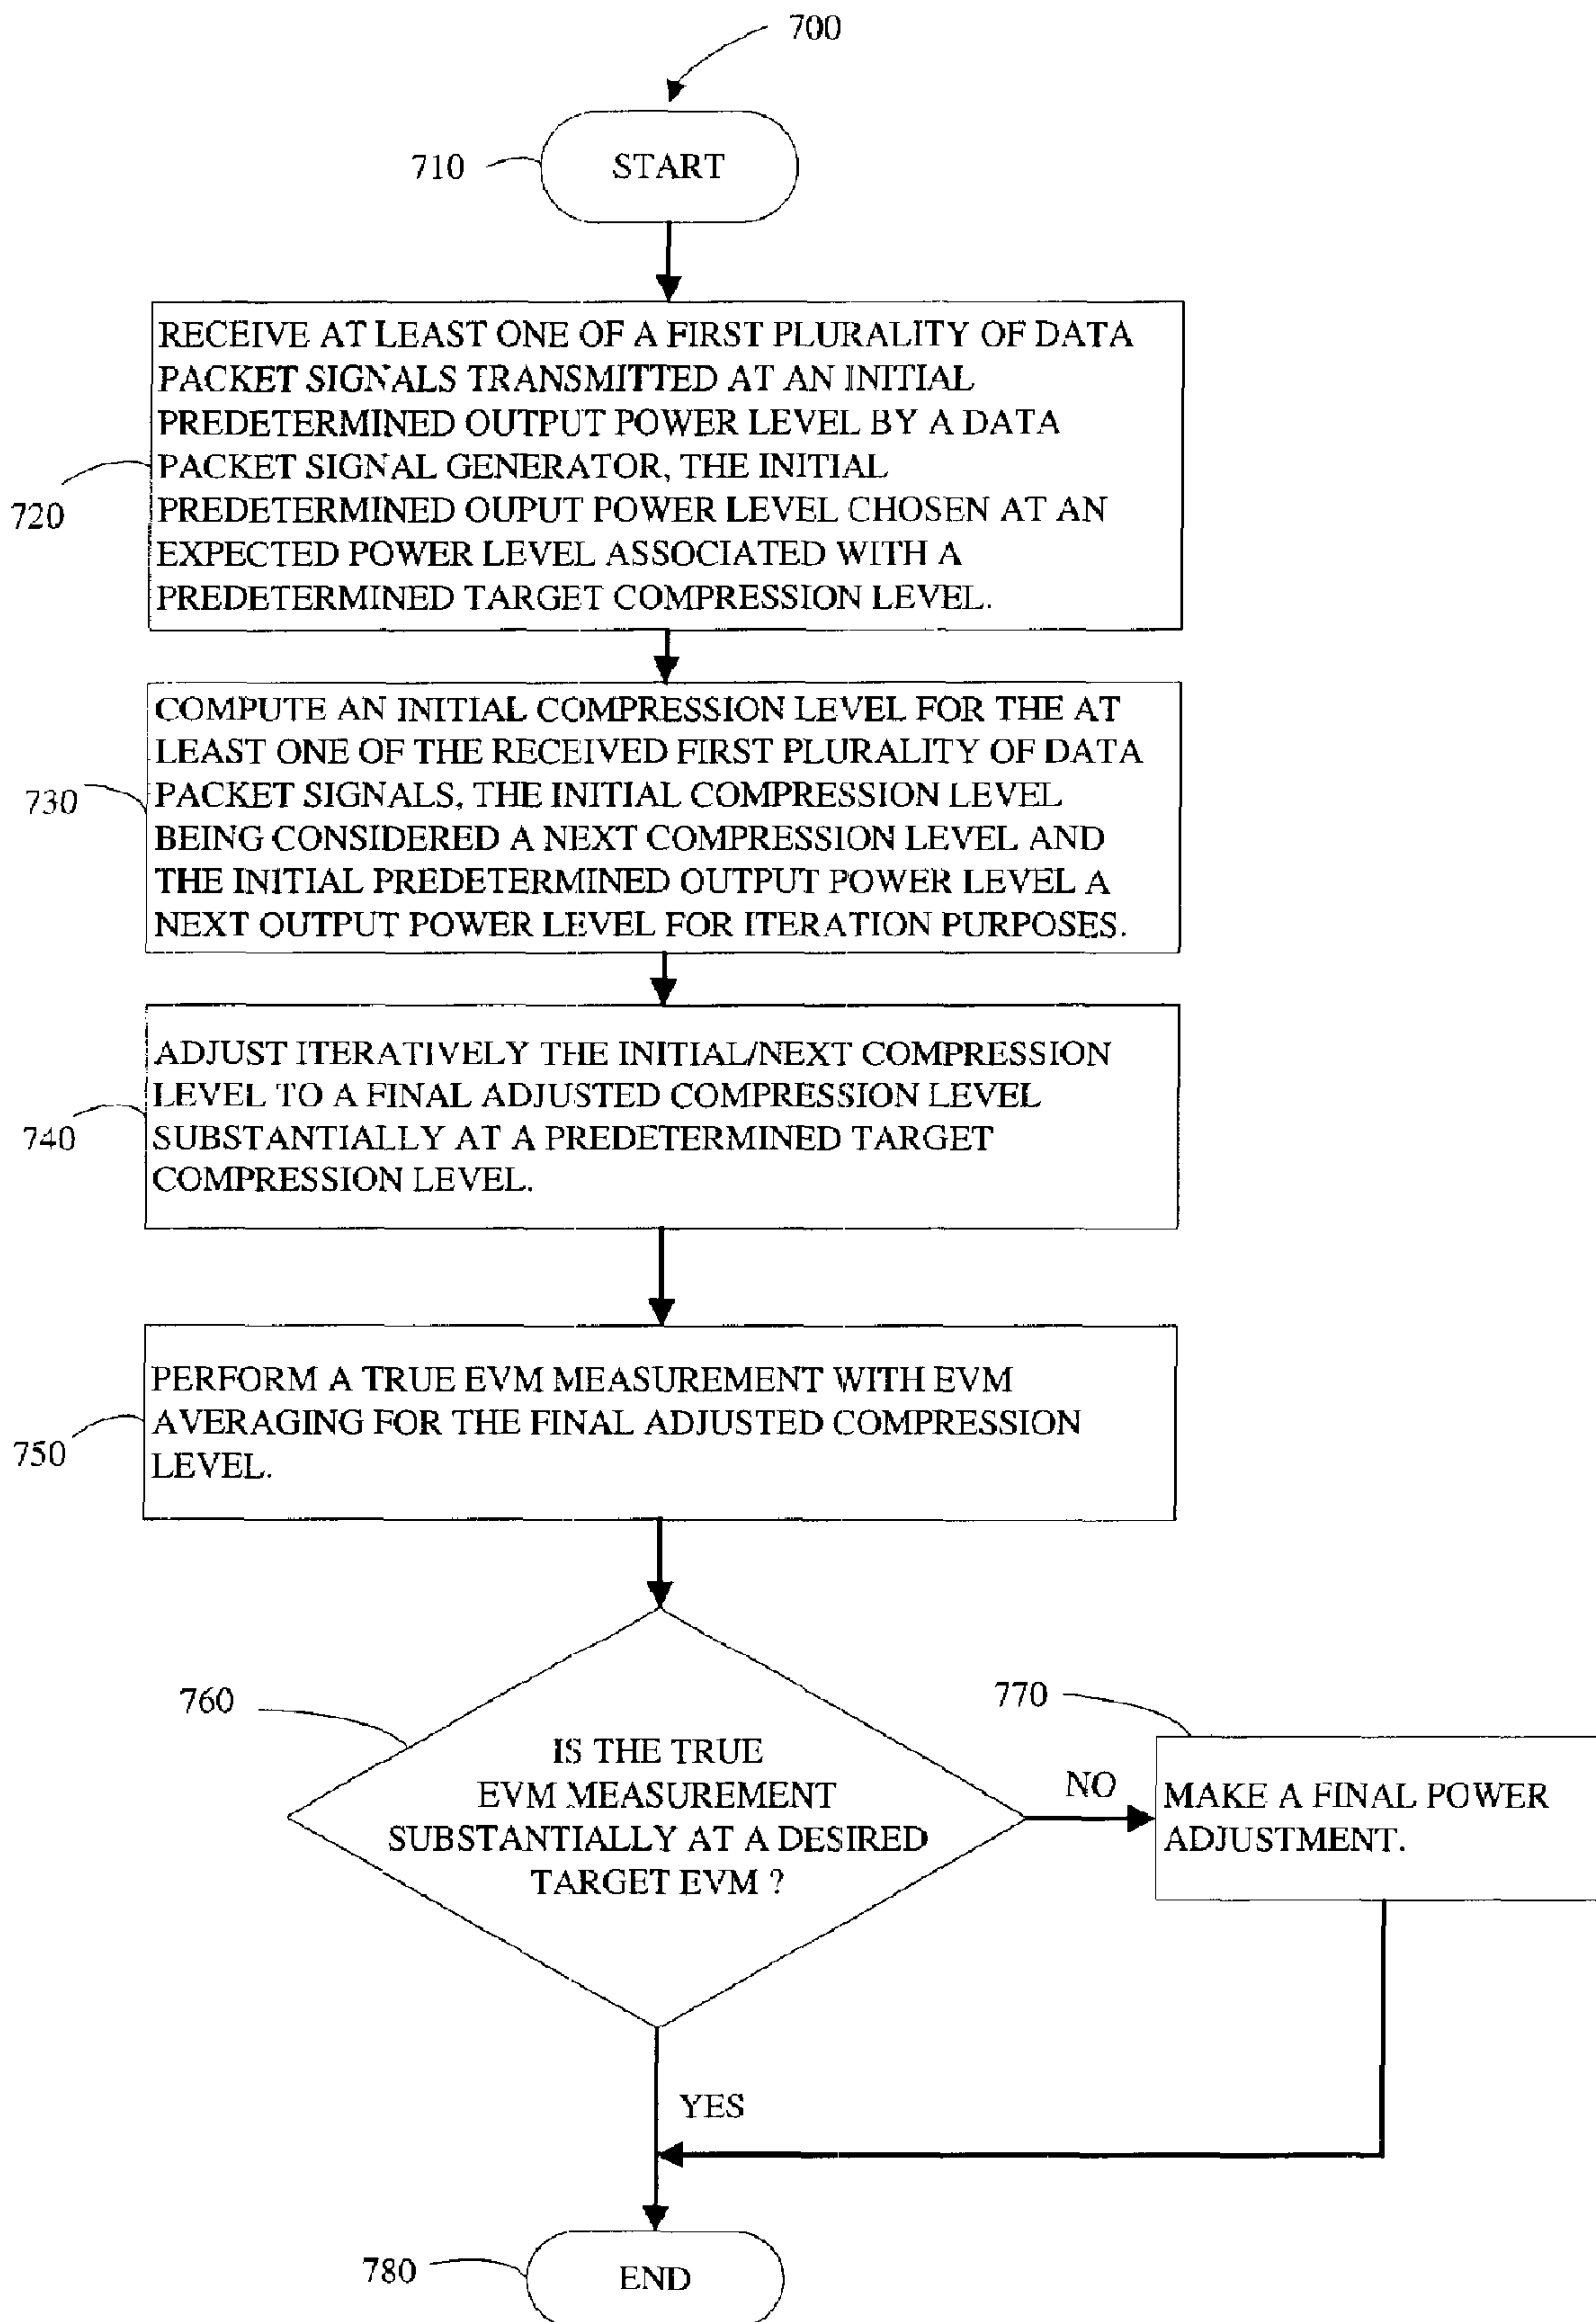 700
710
START
RECEIVE AT LEAST ONE OF A FIRST PLURALITY OF DATA
PACKET SIGNALS TRANSMITTED AT AN INITIAL
PREDETERMINED OUTPUT POWER LEVEL BY A DATA
PACKET SIGNAL GENERATOR, THE INITIAL
PREDETERMINED OUPUT POWER LEVEL CHOSEN AT AN
EXPECTED POWER LEVEL ASSOCIATED WITH A
PREDETERMINED TARGET COMPRESSION LEVEL.
720
COMPUTE AN INITIAL COMPRESSION LEVEL FOR THE AT
LEAST ONE OF THE RECEIVED FIRST PLURALITY OF DATA
PACKET SIGNALS, THE INITIAL COMPRESSION LEVEL
BEING CONSIDERED A NEXT COMPRESSION LEVEL AND
THE INITIAL PREDETERMINED OUTPUT POWER LEVEL A
NEXT OUTPUT POWER LEVEL FOR ITERATION PURPOSES.
730
ADJUST ITERATIVELY THE INITIAL/NEXT COMPRESSION
LEVEL TO A FINAL ADJUSTED COMPRESSION LEVEL
SUBSTANTIALLY AT A PREDETERMINED TARGET
COMPRESSION LEVEL.
740
PERFORM A TRUE EVM MEASUREMENT WITH EVM
AVERAGING FOR THE FINAL ADJUSTED COMPRESSION
LEVEL.
750
760
IS THE TRUE
EVM MEASUREMENT
SUBSTANTIALLY AT A DESIRED
TARGET EVM ?
770
NO
MAKE A FINAL POWER
ADJUSTMENT.
YES
780
END